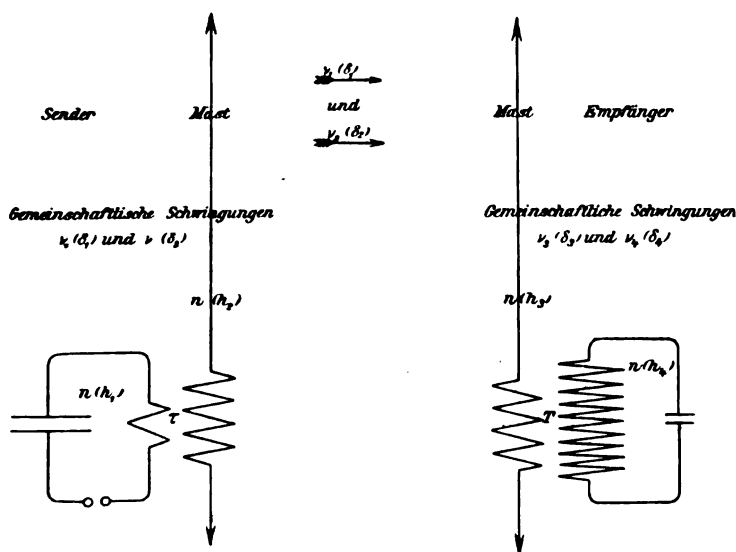 ν₁ (δ₁)
und
ν₂ (δ₂)
Sender
Mast
Mast
Empfänger
Gemeinschaftlische Schwingungen
ν₁ (δ₁) und ν (δ₂)
Gemeinschaftliche Schwingungen
ν₃ (δ₃) und ν₄ (δ₄)
n (h₂)
n (h₃)
n (h₁)
τ
T
n (h₄)